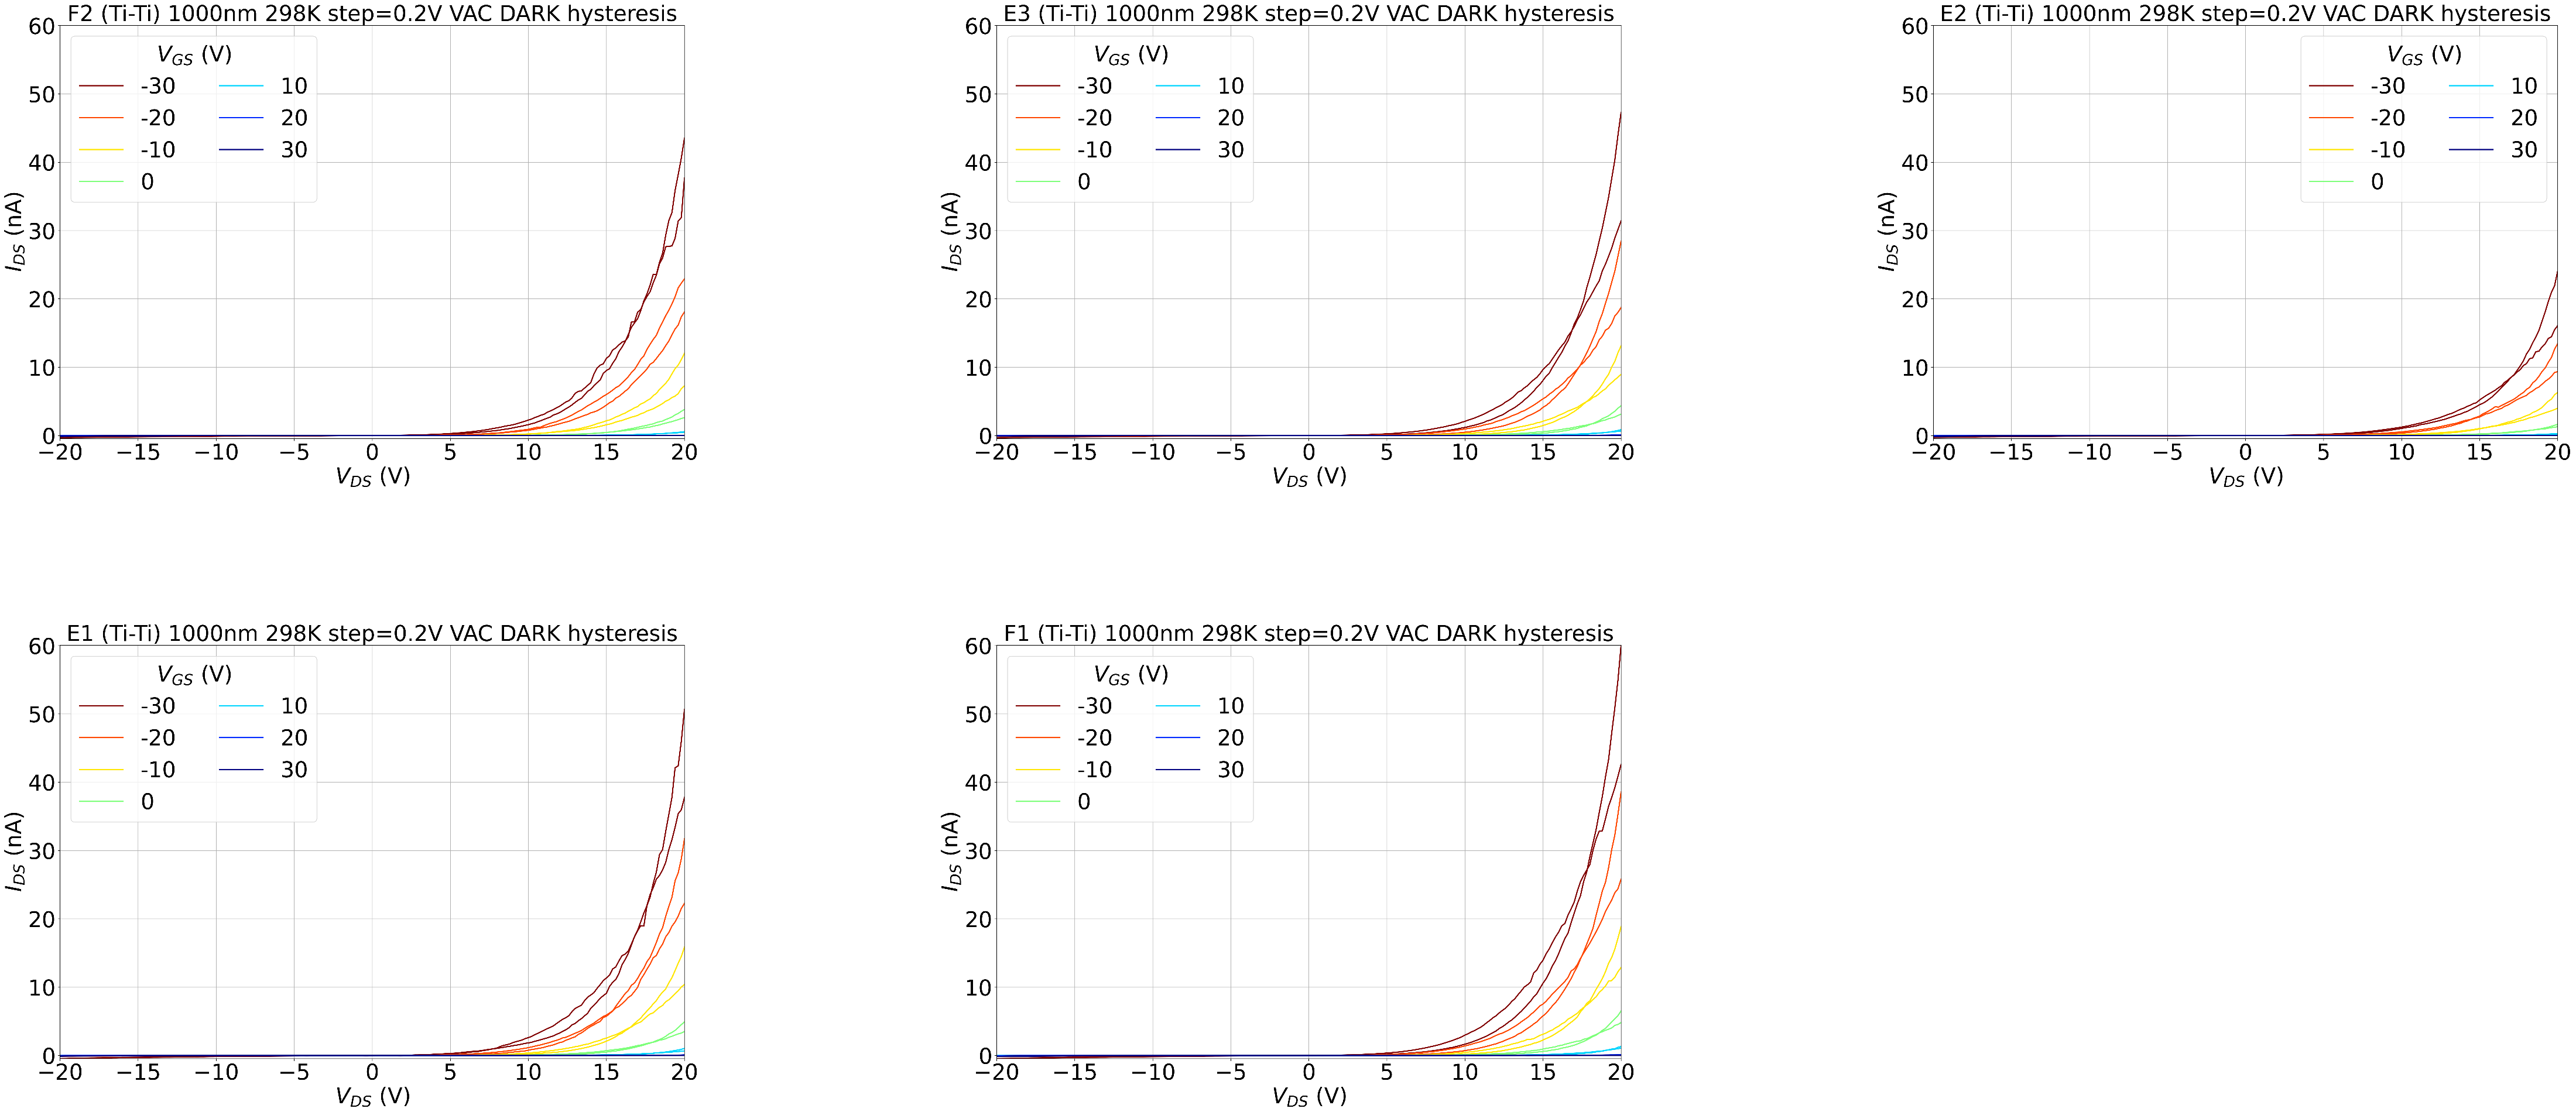 F2 (Ti-Ti) 1000nm 298K step=0.2V VAC DARK hysteresis
60
50
40
30
20
10
0
I_DS (nA)
V_GS (V)
-30 10
-20 20
-10 30
0
−20 −15 −10 −5 0 5 10 15 20
V_DS (V)
E3 (Ti-Ti) 1000nm 298K step=0.2V VAC DARK hysteresis
60
50
40
30
20
10
0
I_DS (nA)
V_GS (V)
-30 10
-20 20
-10 30
0
−20 −15 −10 −5 0 5 10 15 20
V_DS (V)
E2 (Ti-Ti) 1000nm 298K step=0.2V VAC DARK hysteresis
60
50
40
30
20
10
0
I_DS (nA)
V_GS (V)
-30 10
-20 20
-10 30
0
−20 −15 −10 −5 0 5 10 15 20
V_DS (V)
E1 (Ti-Ti) 1000nm 298K step=0.2V VAC DARK hysteresis
60
50
40
30
20
10
0
I_DS (nA)
V_GS (V)
-30 10
-20 20
-10 30
0
−20 −15 −10 −5 0 5 10 15 20
V_DS (V)
F1 (Ti-Ti) 1000nm 298K step=0.2V VAC DARK hysteresis
60
50
40
30
20
10
0
I_DS (nA)
V_GS (V)
-30 10
-20 20
-10 30
0
−20 −15 −10 −5 0 5 10 15 20
V_DS (V)